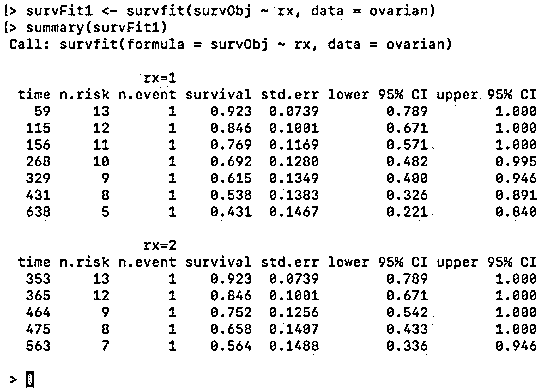 > survFit1 <- survfit(survObj ~ rx, data = ovarian)
> summary(survFit1)
Call: survfit(formula = survObj ~ rx, data = ovarian)
rx=1
time n.risk n.event survival std.err lower 95% CI upper 95% CI
59 13 1 0.923 0.0739 0.789 1.000
115 12 1 0.846 0.1001 0.671 1.000
156 11 1 0.769 0.1169 0.571 1.000
268 10 1 0.692 0.1280 0.482 0.995
329 9 1 0.615 0.1349 0.400 0.946
431 8 1 0.538 0.1383 0.326 0.891
638 5 1 0.431 0.1467 0.221 0.840
rx=2
time n.risk n.event survival std.err lower 95% CI upper 95% CI
353 13 1 0.923 0.0739 0.789 1.000
365 12 1 0.846 0.1001 0.671 1.000
464 9 1 0.752 0.1256 0.542 1.000
475 8 1 0.658 0.1407 0.433 1.000
563 7 1 0.564 0.1488 0.336 0.946
>